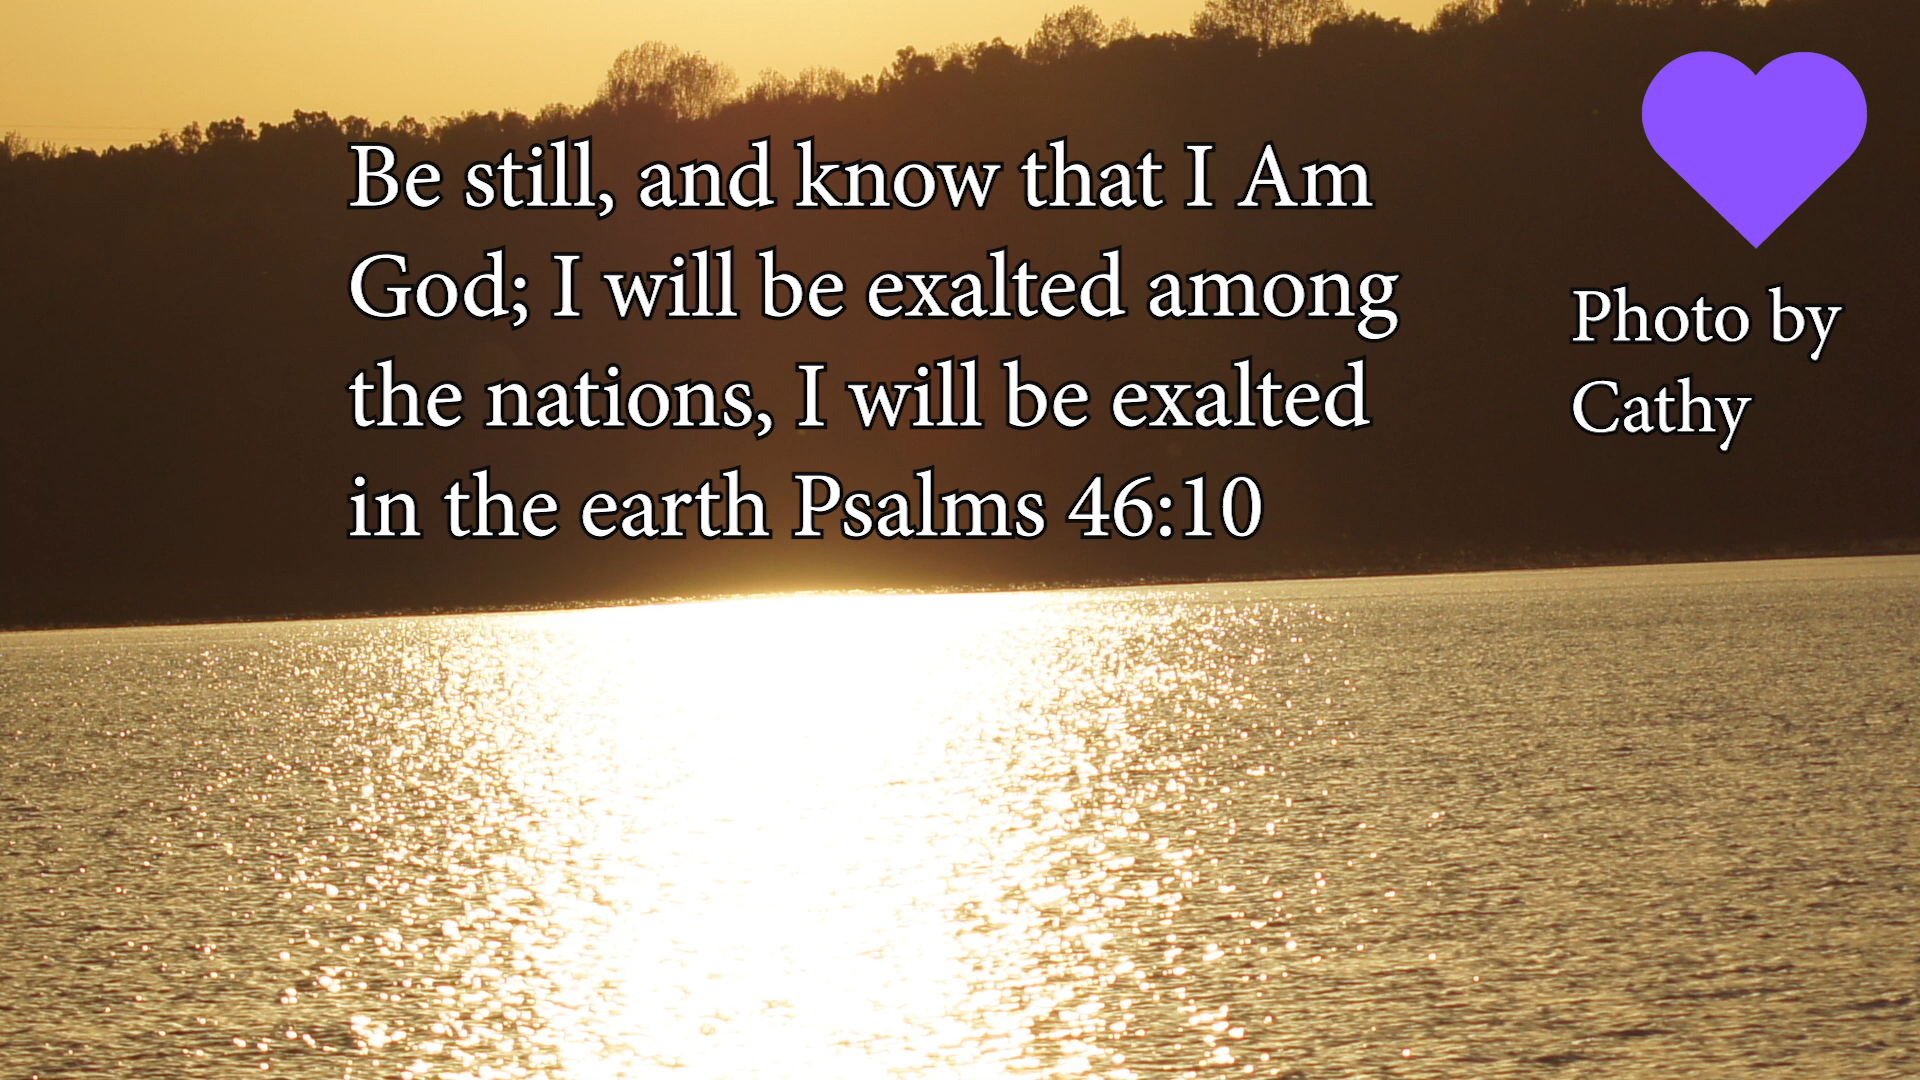 Be still, and know that I Am
God; I will be exalted among
the nations, I will be exalted
in the earth Psalms 46:10
Photo by
Cathy